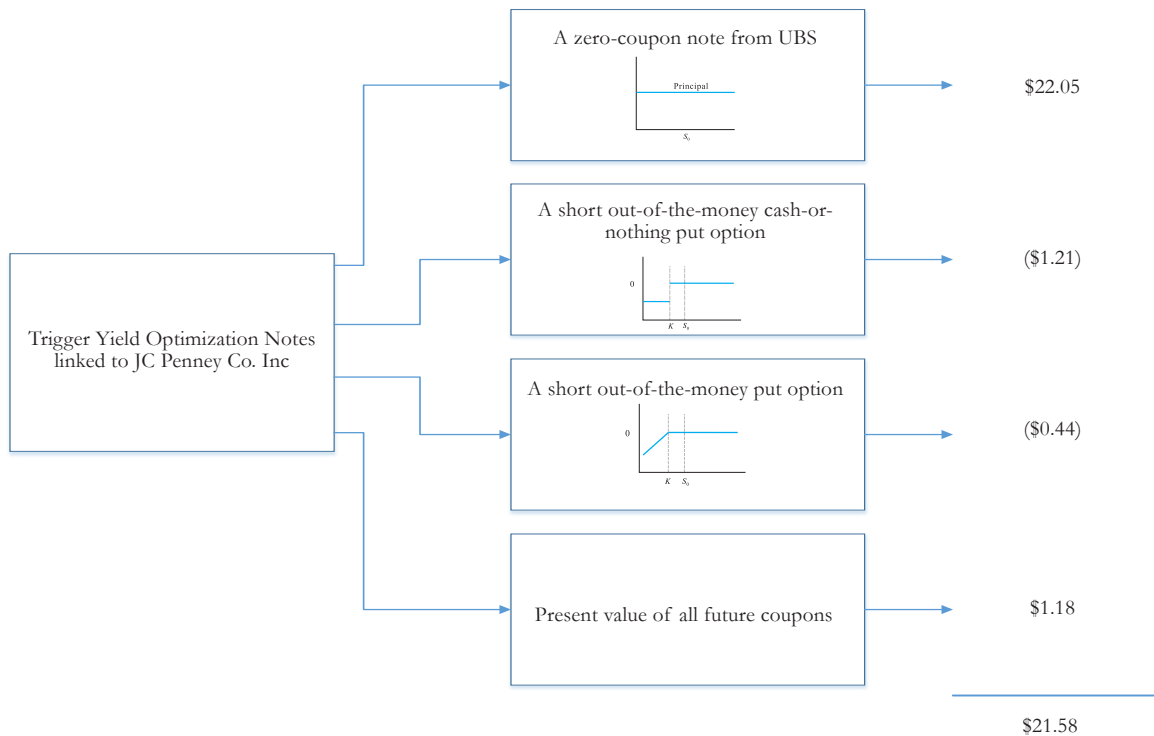 A zero-coupon note from UBS
Principal
S0
$22.05
A short out-of-the-money cash-or-
nothing put option
0
K
S0
($1.21)
Trigger Yield Optimization Notes
linked to JC Penney Co. Inc
A short out-of-the-money put option
0
K
S0
($0.44)
Present value of all future coupons
$1.18
$21.58